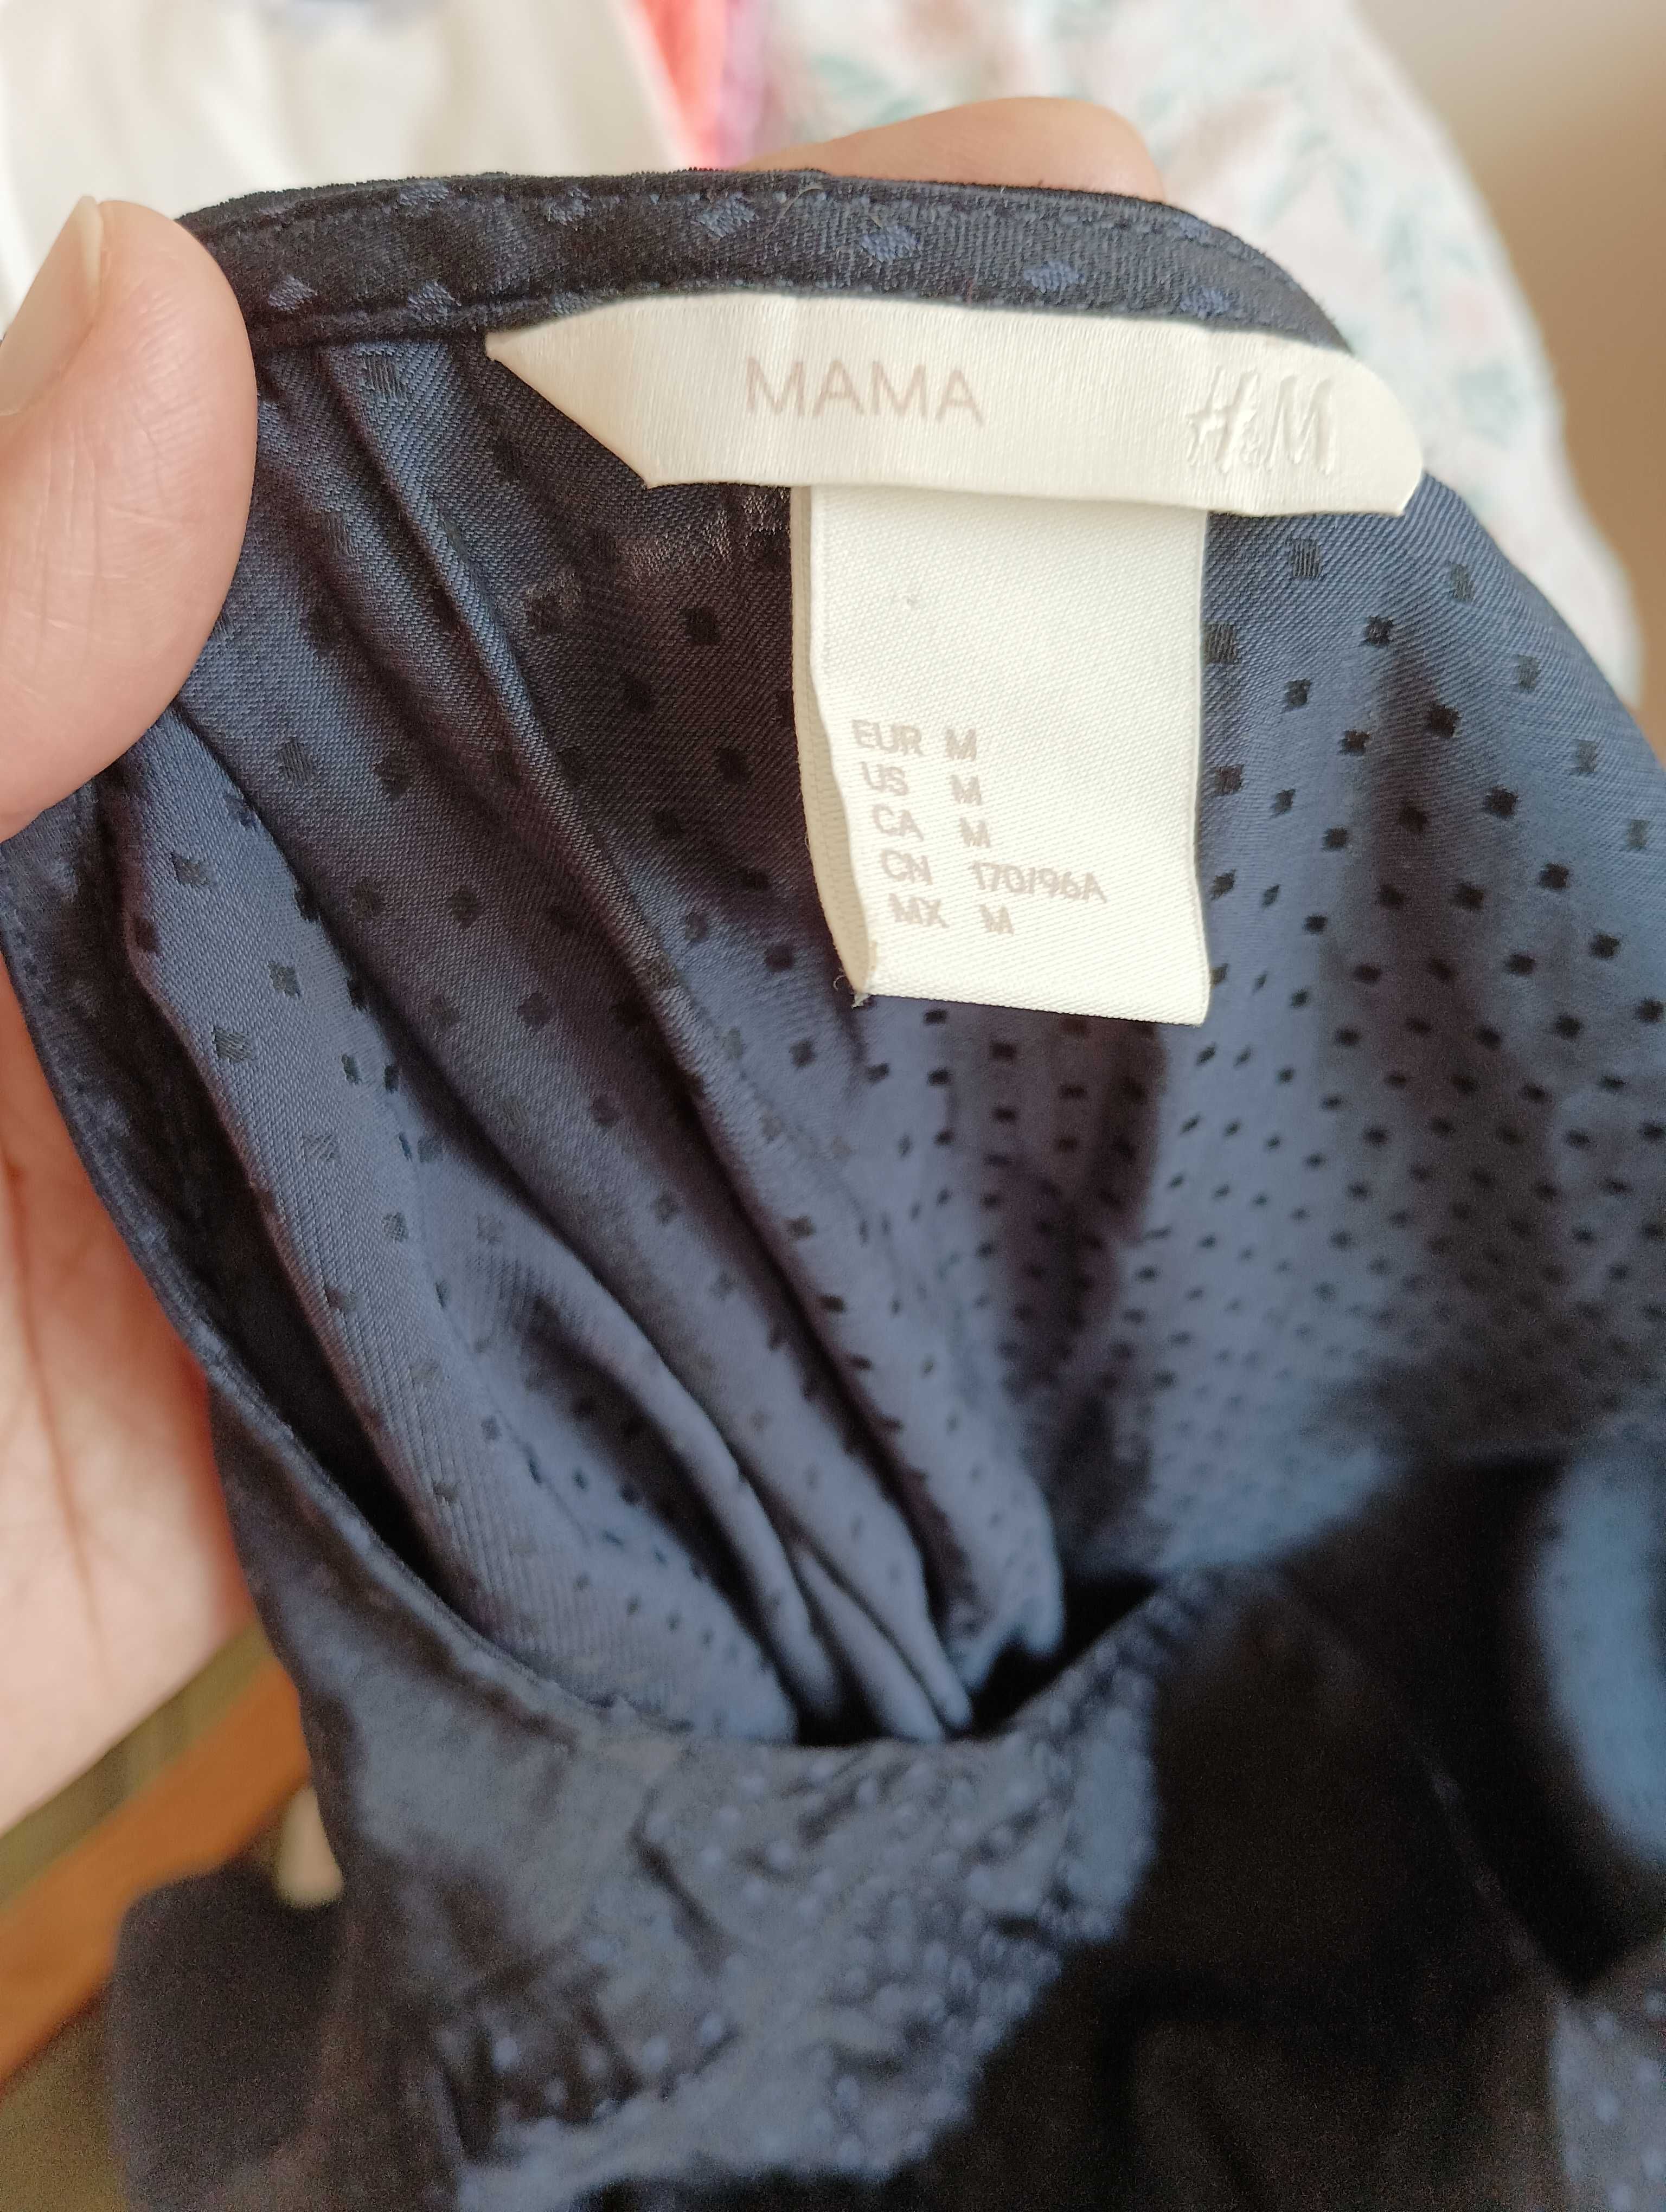 MAMA H&M
EUR M
US M
CA M
CN 170/96A
MX M